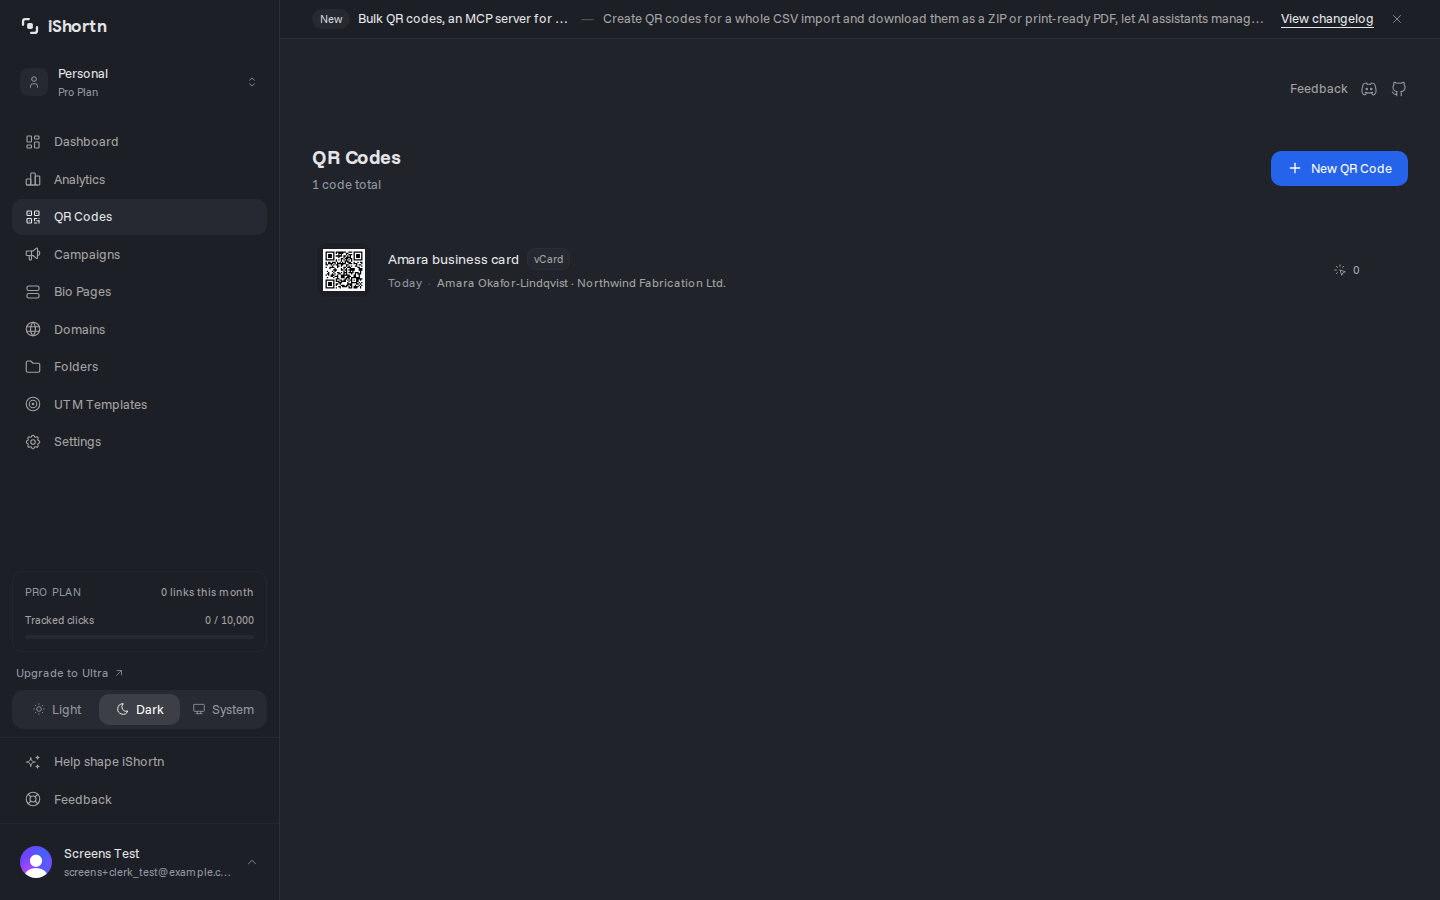 iShortn
Personal
Pro Plan
Dashboard
Analytics
QR Codes
Campaigns
Bio Pages
Domains
Folders
UTM Templates
Settings
PRO PLAN 0 links this month
Tracked clicks 0 / 10,000
Upgrade to Ultra
Light Dark System
Help shape iShortn
Feedback
Screens Test
screens+clerk_test@example.c...
New Bulk QR codes, an MCP server for ... — Create QR codes for a whole CSV import and download them as a ZIP or print-ready PDF, let AI assistants manag... View changelog
Feedback
QR Codes
1 code total
New QR Code
Amara business card vCard
Today · Amara Okafor-Lindqvist · Northwind Fabrication Ltd.
0